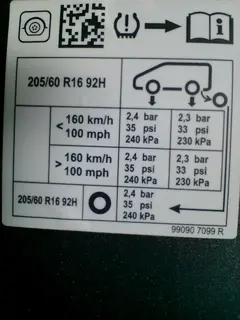 205/60 R16 92H
< 160 km/h
100 mph
2,4 bar
35 psi
240 kPa
2,3 bar
33 psi
230 kPa
> 160 km/h
100 mph
2,4 bar
35 psi
240 kPa
2,3 bar
33 psi
230 kPa
205/60 R16 92H
2,4 bar
35 psi
240 kPa
99090 7099 R